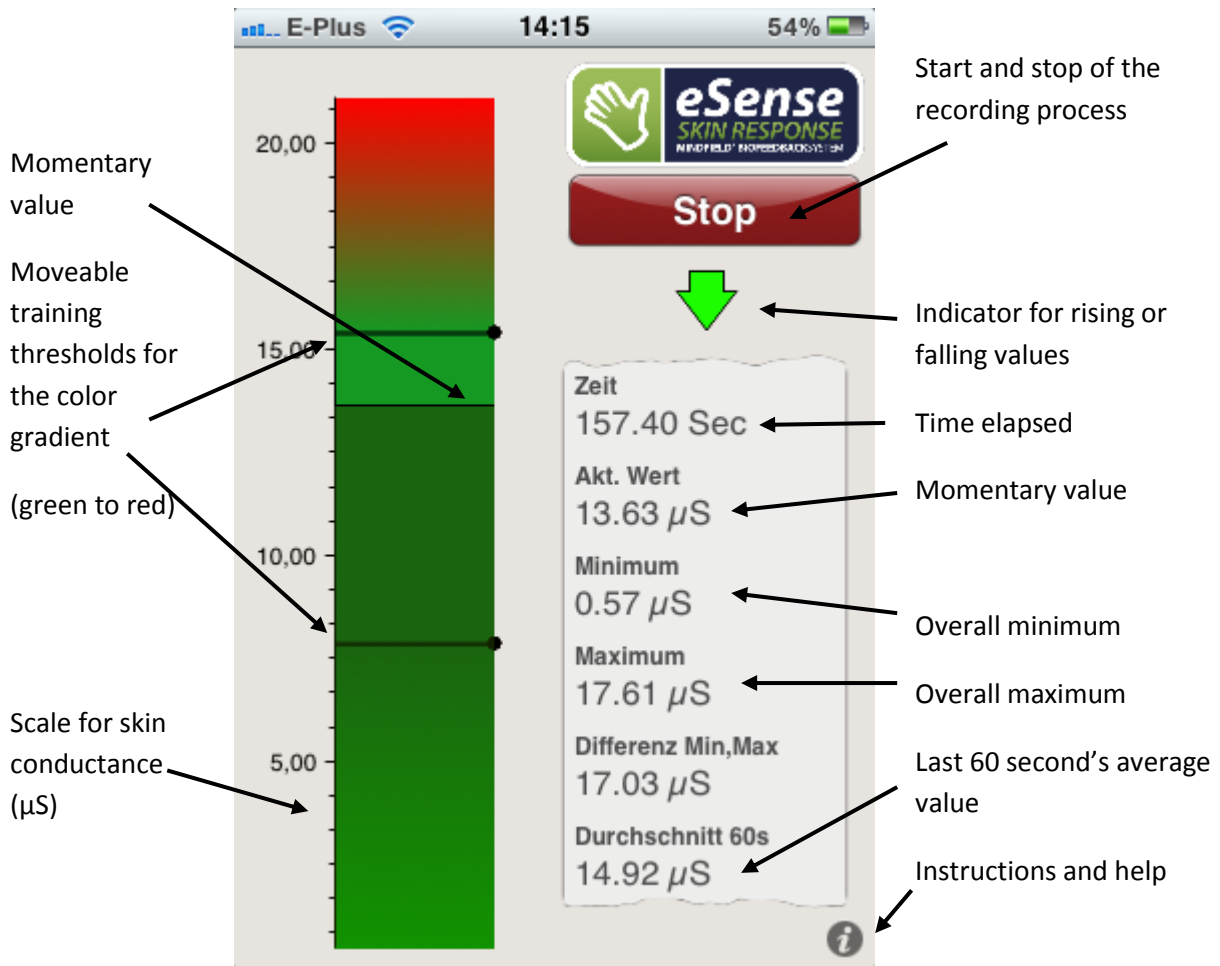 E-Plus 14:15 54%
eSense
SKIN RESPONSE
MINDFIELD® BIOFEEDBACKSYSTEM
Stop
Start and stop of the
recording process
Momentary
value
Moveable
training
thresholds for
the color
gradient
(green to red)
Scale for skin
conductance
(µS)
20,00
15,00
10,00
5,00
Indicator for rising or
falling values
Zeit
157.40 Sec
Time elapsed
Akt. Wert
13.63 µS
Momentary value
Minimum
0.57 µS
Overall minimum
Maximum
17.61 µS
Overall maximum
Differenz Min,Max
17.03 µS
Durchschnitt 60s
14.92 µS
Last 60 second’s average
value
Instructions and help
i